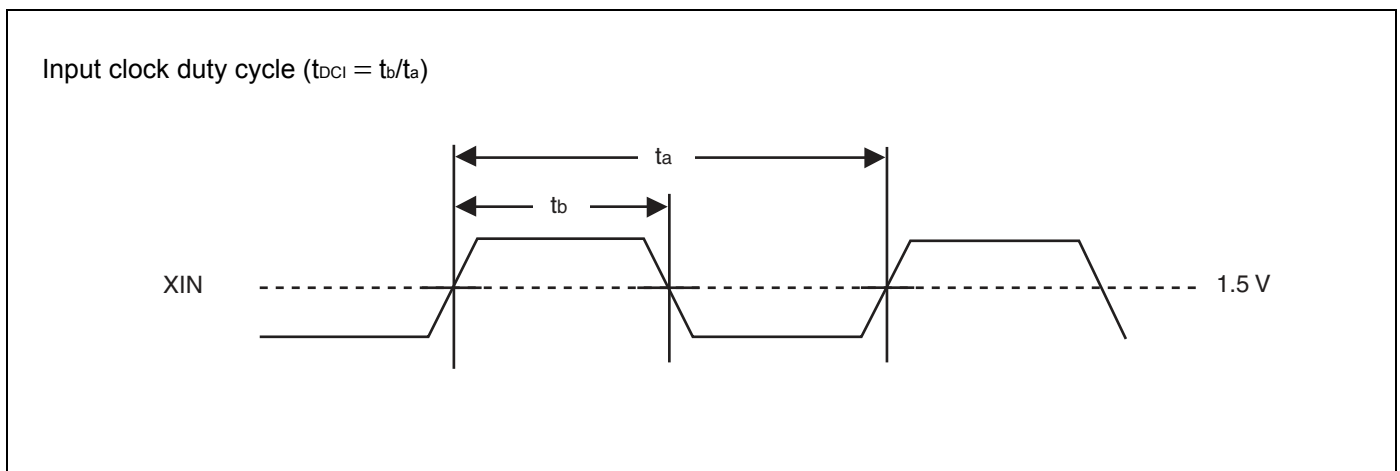 Input clock duty cycle (tDCI = tb/ta)
ta
tb
XIN
1.5 V